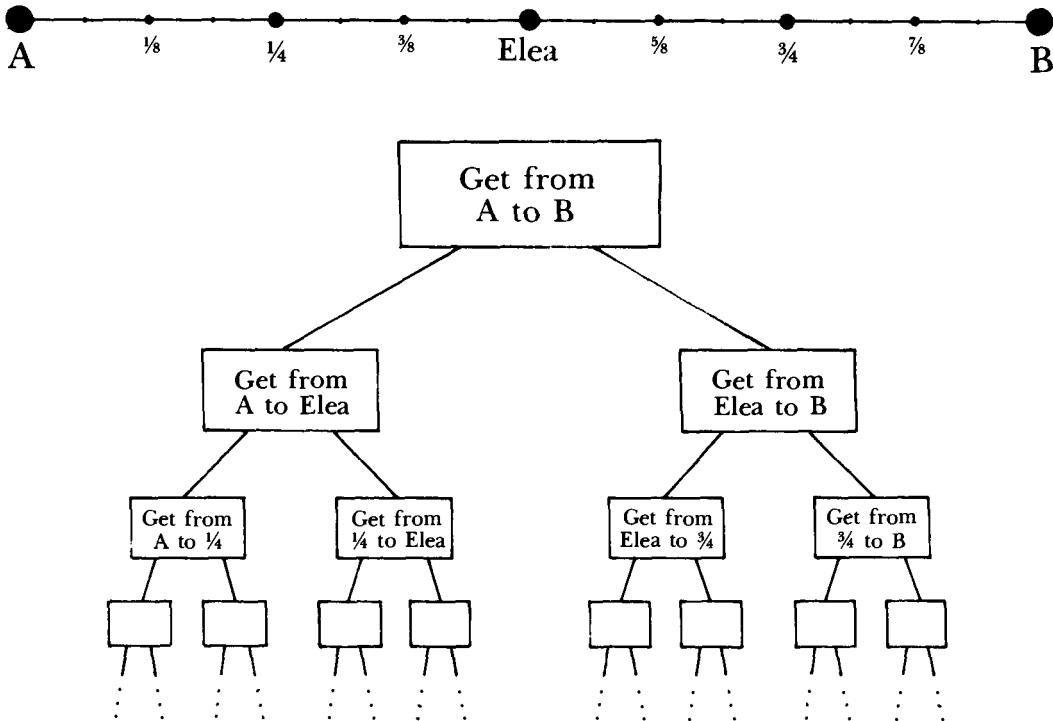 A ⅛ ¼ ⅜ Elea ⅝ ¾ ⅞ B
Get from
A to B
Get from
A to Elea
Get from
Elea to B
Get from
A to ¼
Get from
¼ to Elea
Get from
Elea to ¾
Get from
¾ to B